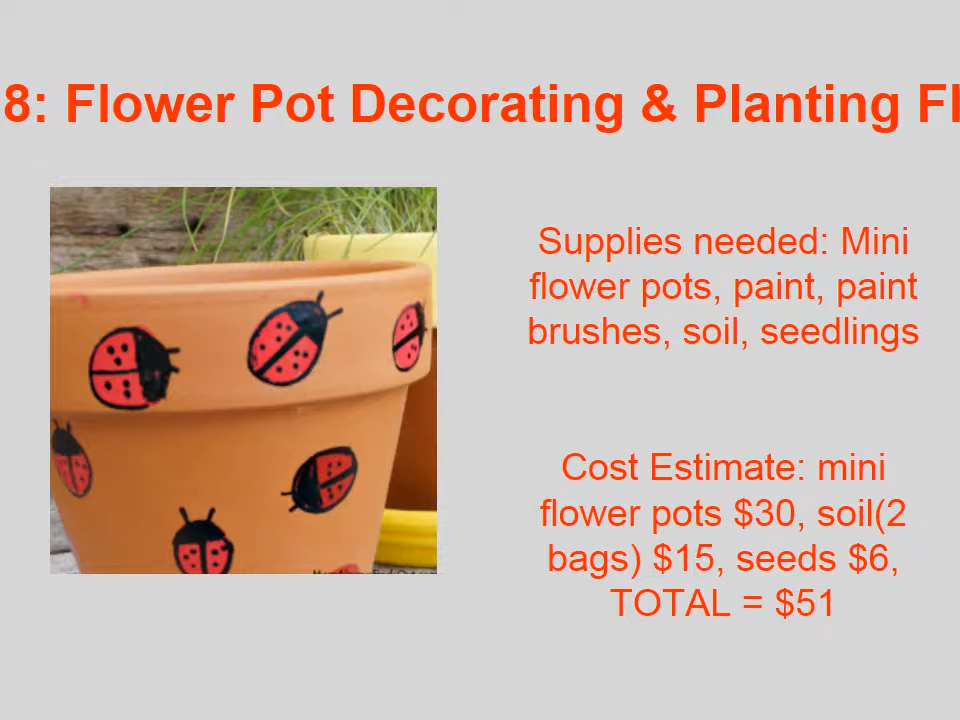 8: Flower Pot Decorating & Planting Fl
Supplies needed: Mini
flower pots, paint, paint
brushes, soil, seedlings
Cost Estimate: mini
flower pots $30, soil(2
bags) $15, seeds $6,
TOTAL = $51